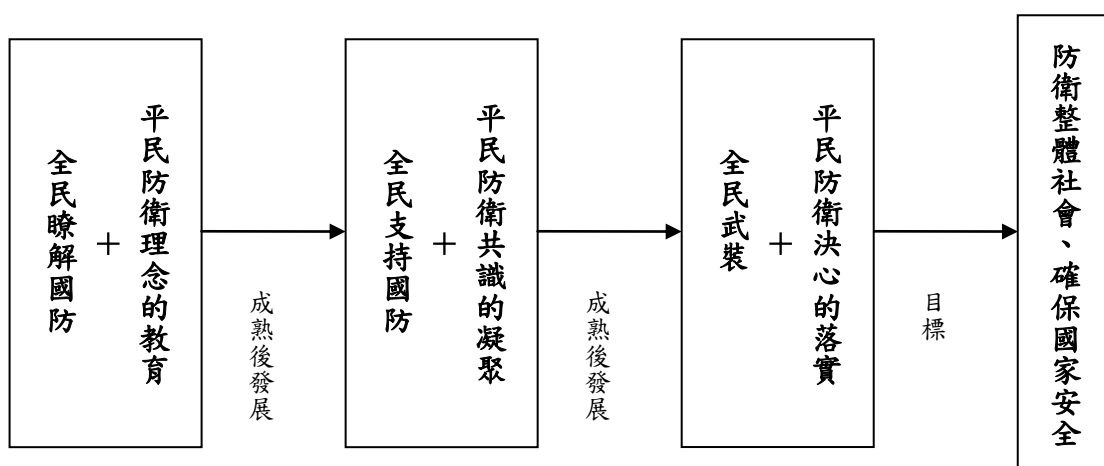 全民瞭解國防
+
平民防衛理念的教育
成熟後發展
全民支持國防
+
平民防衛共識的凝聚
成熟後發展
全民武裝
+
平民防衛決心的落實
目標
防衛整體社會、確保國家安全